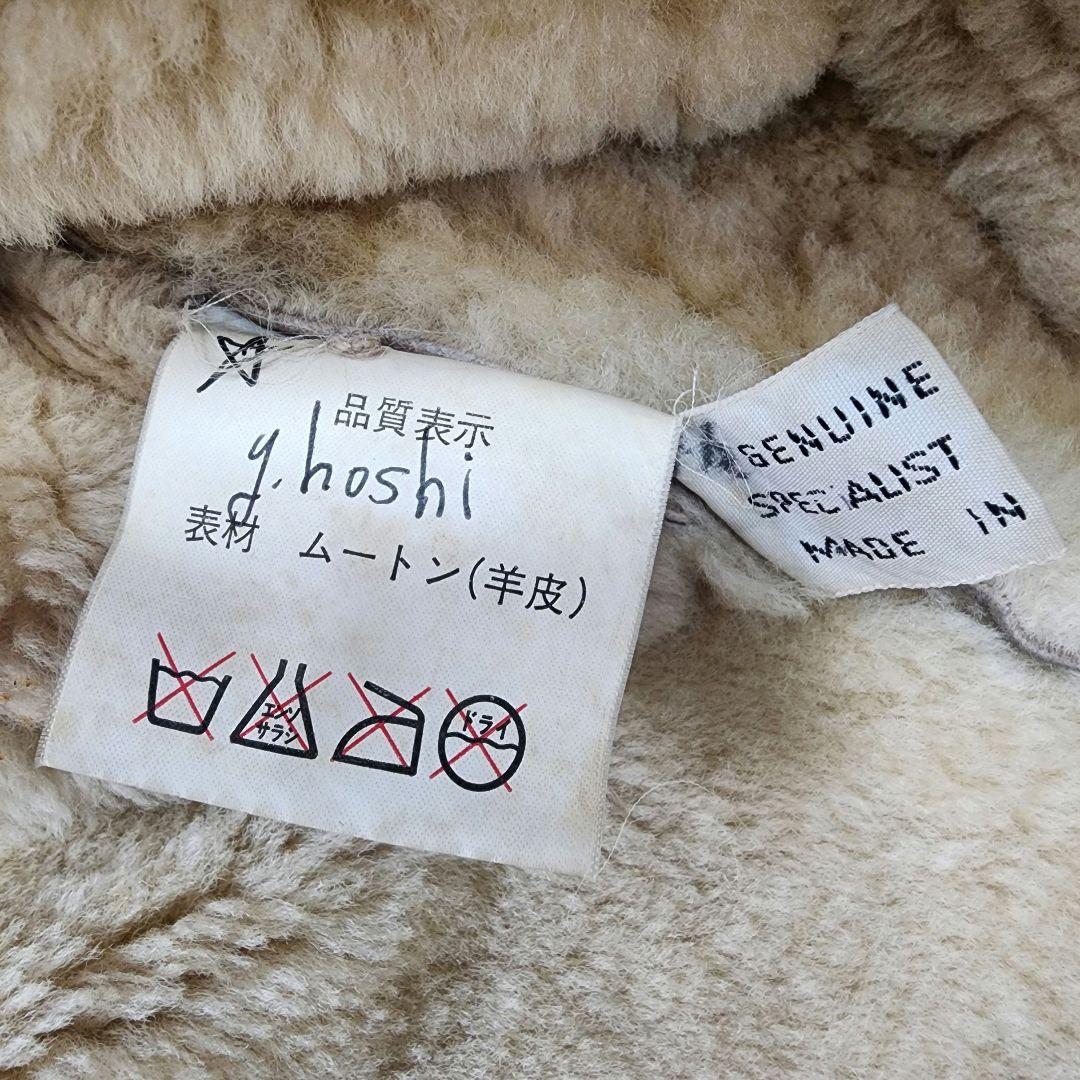 品質表示
y.hoshi
表材 ムートン(羊皮)
エンソ
サラシ
ドライ
GENUINE
SPECIALIST
MADE IN